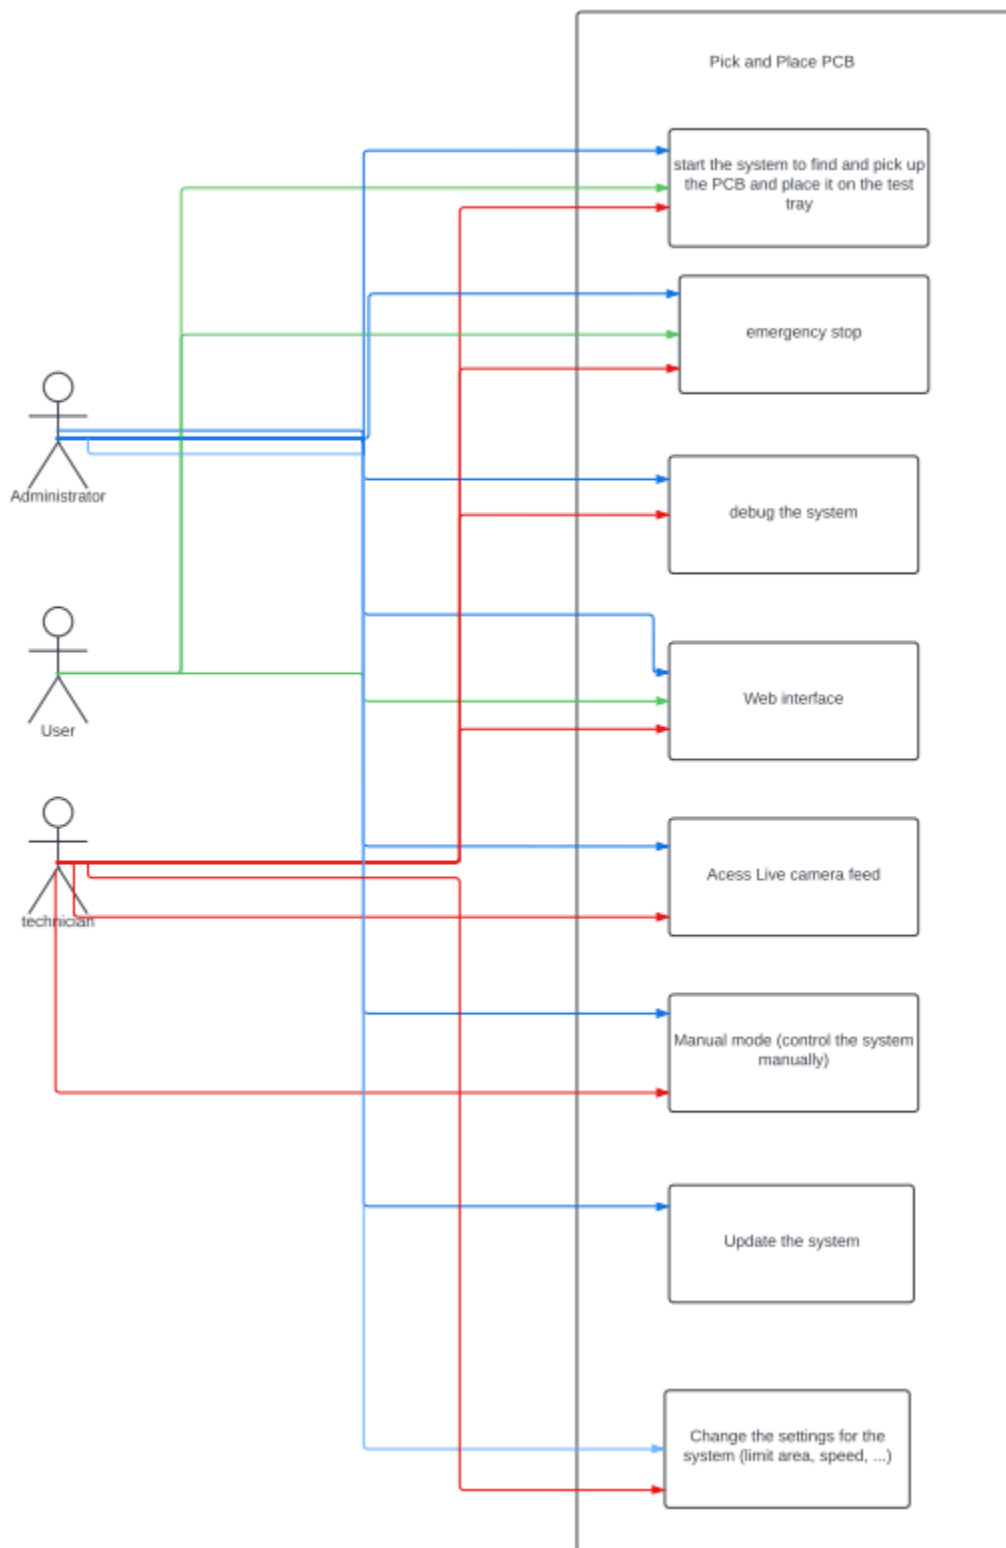 Pick and Place PCB
start the system to find and pick up
the PCB and place it on the test
tray
emergency stop
Administrator
debug the system
User
Web interface
technician
Acess Live camera feed
Manual mode (control the system
manually)
Update the system
Change the settings for the
system (limit area, speed, ...)